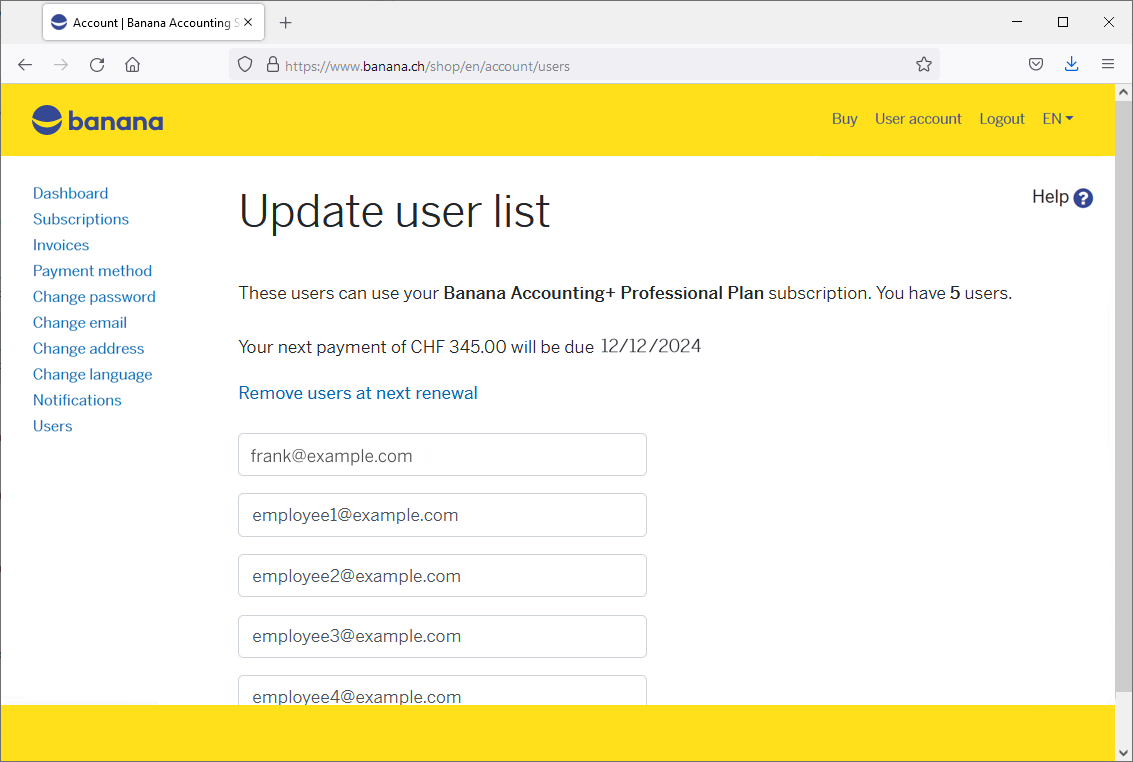 Account | Banana Accounting S
https://www.banana.ch/shop/en/account/users
banana
Buy User account Logout EN
Dashboard
Subscriptions
Invoices
Payment method
Change password
Change email
Change address
Change language
Notifications
Users
Update user list
Help ?
These users can use your Banana Accounting+ Professional Plan subscription. You have 5 users.
Your next payment of CHF 345.00 will be due 12/12/2024
Remove users at next renewal
frank@example.com
employee1@example.com
employee2@example.com
employee3@example.com
employee4@example.com